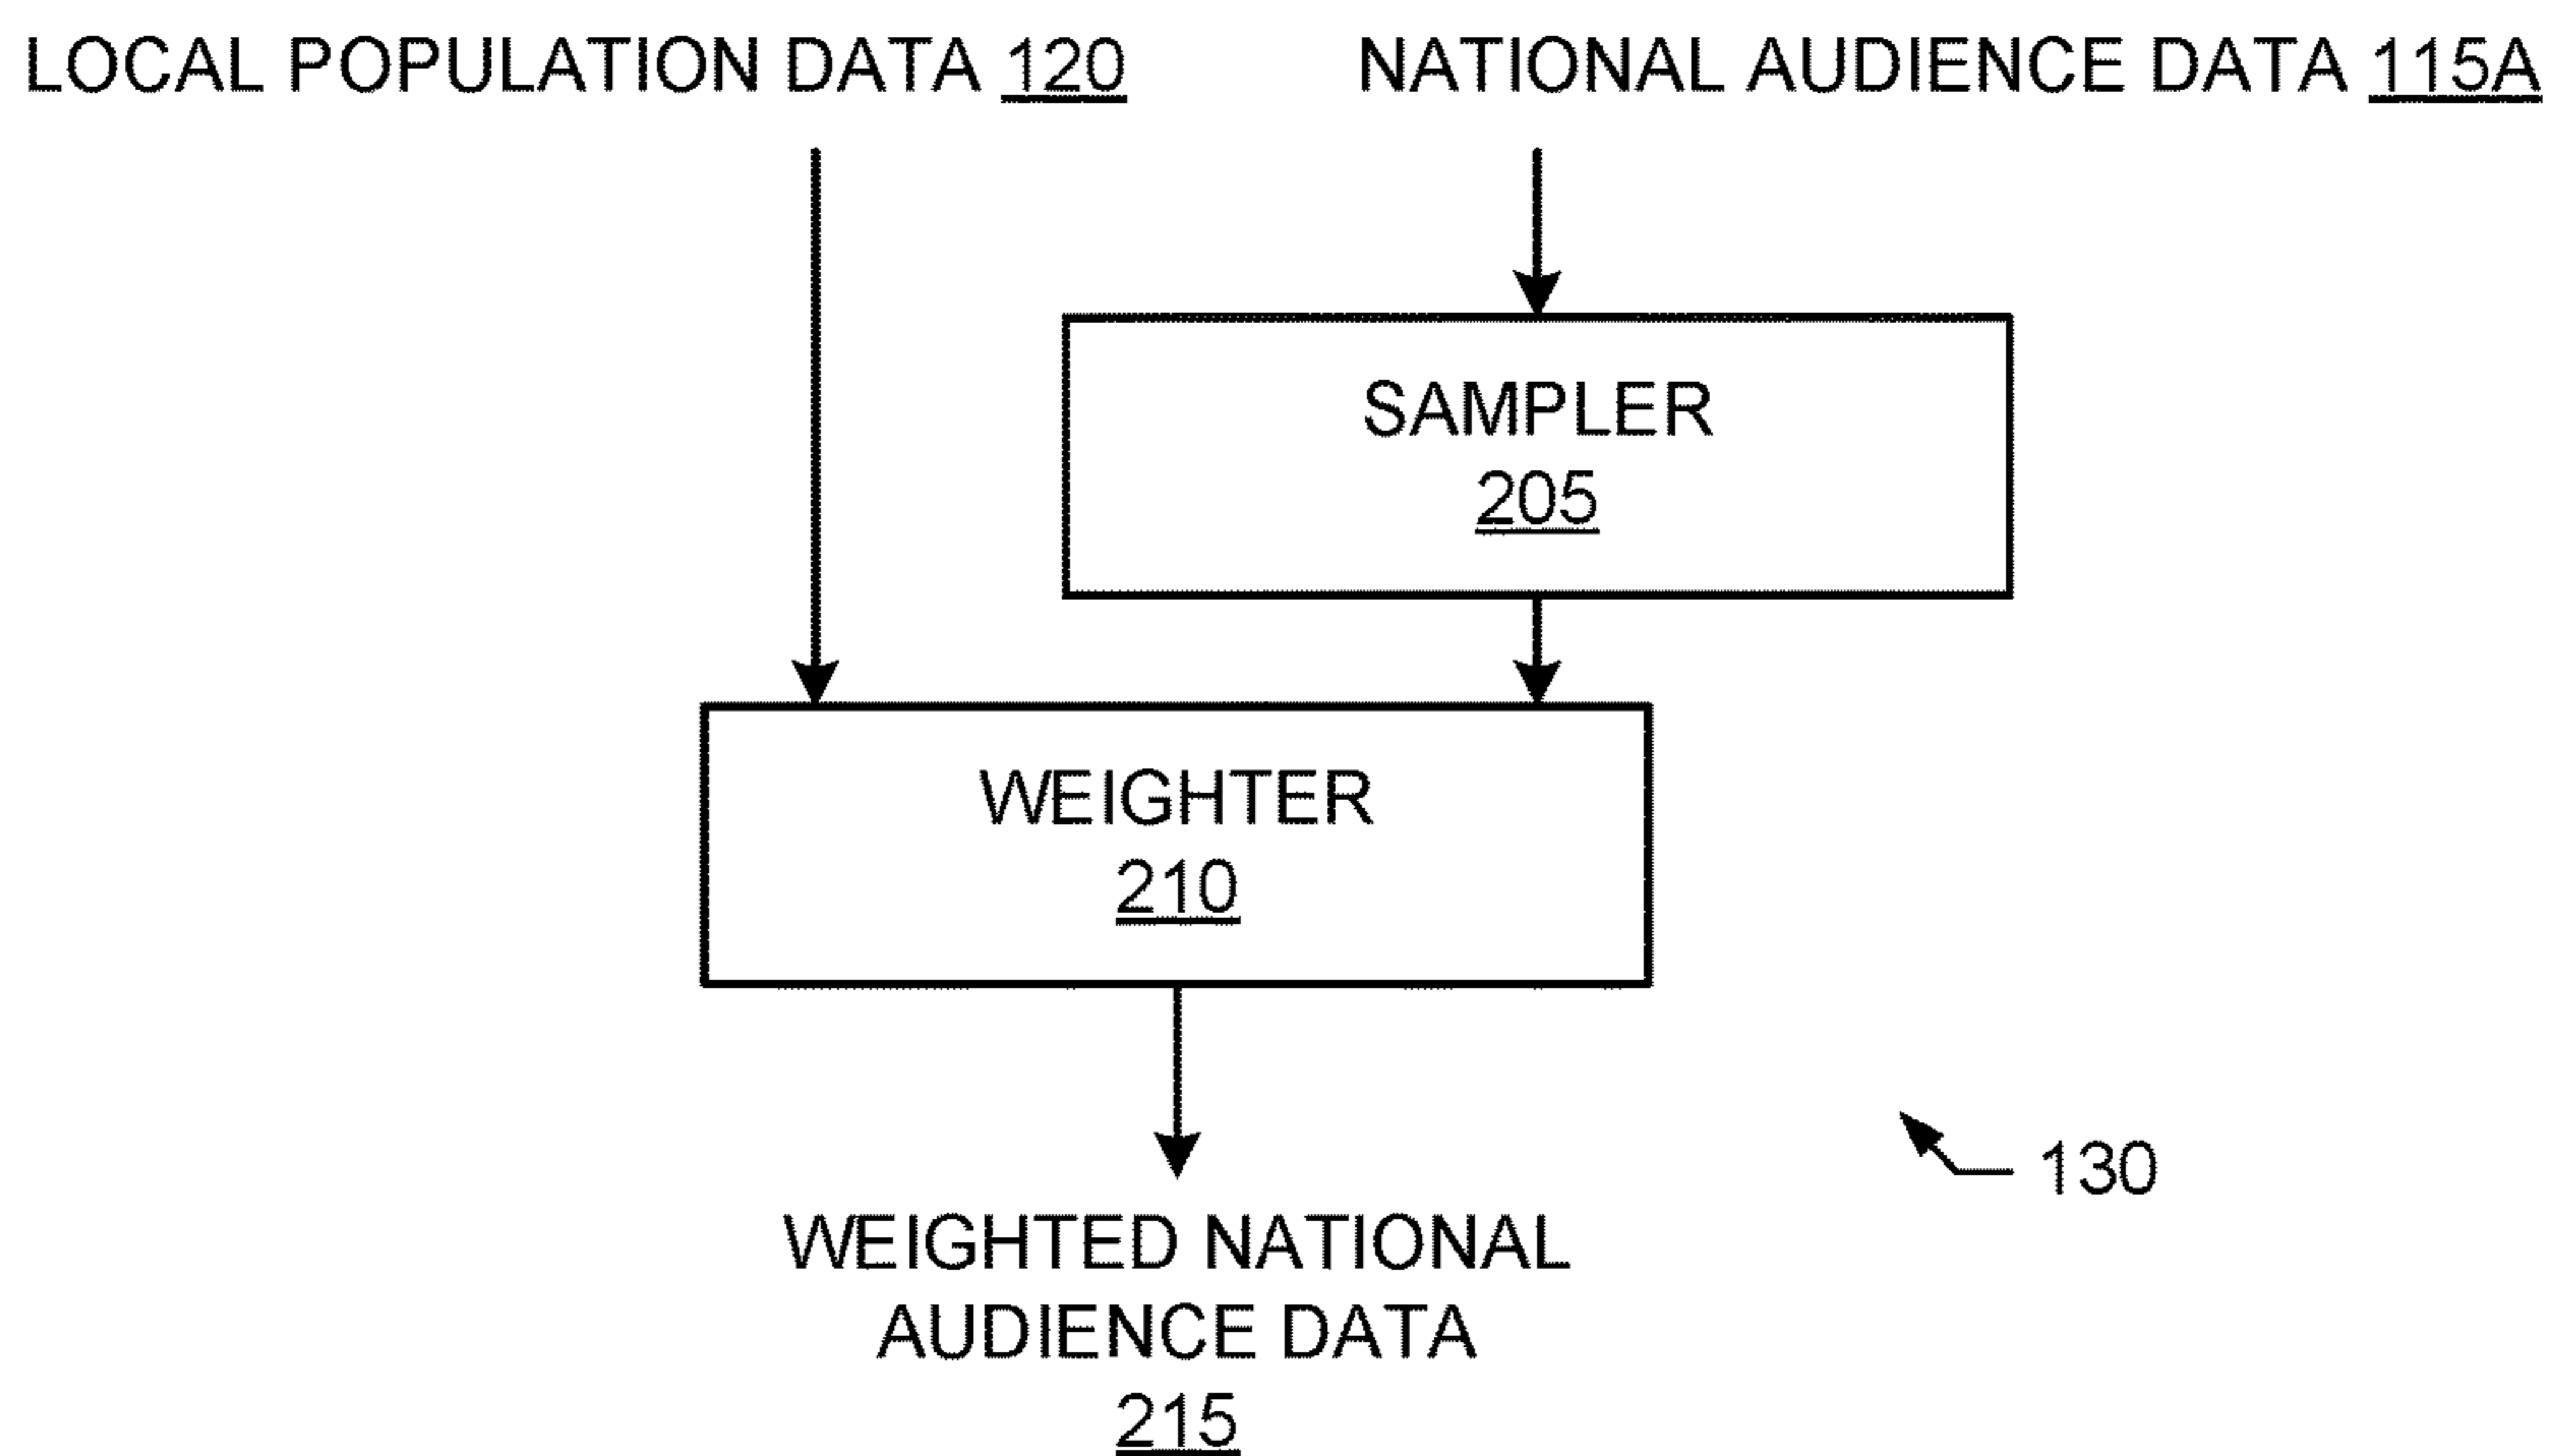 LOCAL POPULATION DATA 120
NATIONAL AUDIENCE DATA 115A
SAMPLER
205
WEIGHTER
210
130
WEIGHTED NATIONAL
AUDIENCE DATA
215